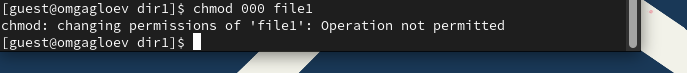 [guest@omgagloev dir1]$ chmod 000 file1
chmod: changing permissions of 'file1': Operation not permitted
[guest@omgagloev dir1]$